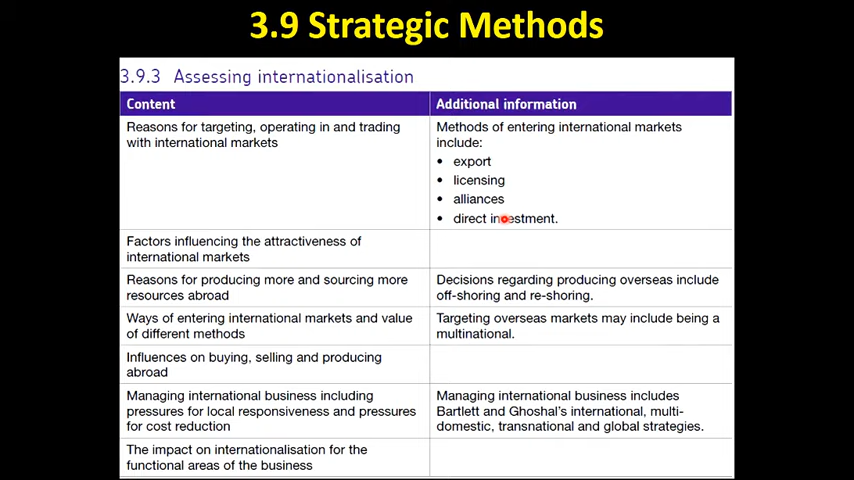 3.9 Strategic Methods
3.9.3 Assessing internationalisation
Content
Additional information
Reasons for targeting, operating in and trading
with international markets
Methods of entering international markets
include:
• export
• licensing
• alliances
• direct investment.
Factors influencing the attractiveness of
international markets
Reasons for producing more and sourcing more
resources abroad
Decisions regarding producing overseas include
off-shoring and re-shoring.
Ways of entering international markets and value
of different methods
Targeting overseas markets may include being a
multinational.
Influences on buying, selling and producing
abroad
Managing international business including
pressures for local responsiveness and pressures
for cost reduction
Managing international business includes
Bartlett and Ghoshal's international, multi-
domestic, transnational and global strategies.
The impact on internationalisation for the
functional areas of the business